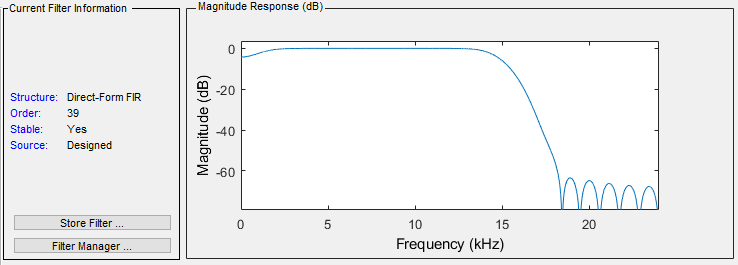 Current Filter Information
Structure: Direct-Form FIR
Order: 39
Stable: Yes
Source: Designed
Store Filter ...
Filter Manager ...
Magnitude Response (dB)
Magnitude (dB)
0
-20
-40
-60
0 5 10 15 20
Frequency (kHz)